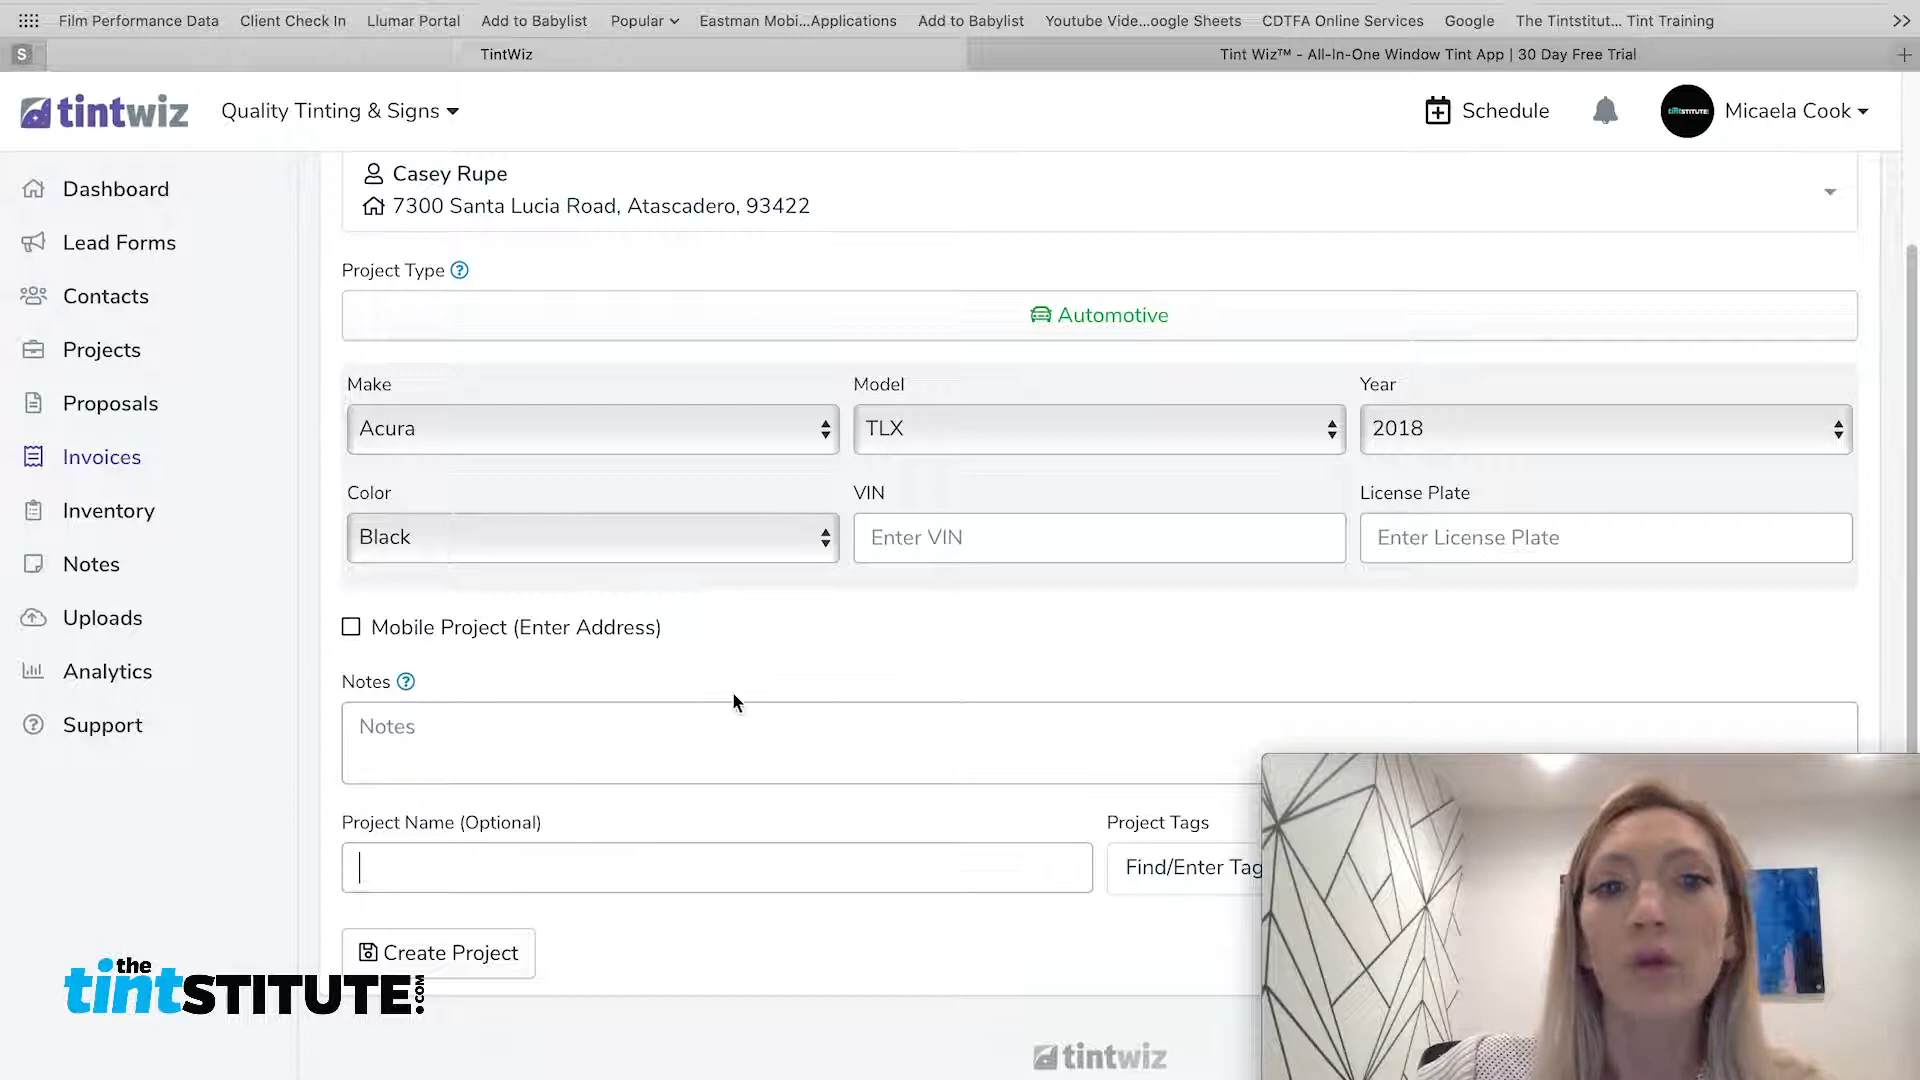 Film Performance Data Client Check In Llumar Portal Add to Babylist Popular Eastman Mobi...Applications Add to Babylist Youtube Vide...oogle Sheets CDTFA Online Services Google The Tintstitut... Tint Training
S TintWiz Tint Wiz™ - All-In-One Window Tint App | 30 Day Free Trial
tintwiz Quality Tinting & Signs Schedule tintSTITUTE Micaela Cook
Dashboard
Lead Forms
Contacts
Projects
Proposals
Invoices
Inventory
Notes
Uploads
Analytics
Support
Casey Rupe
7300 Santa Lucia Road, Atascadero, 93422
Project Type ?
Automotive
Make Model Year
Acura TLX 2018
Color VIN License Plate
Black Enter VIN Enter License Plate
Mobile Project (Enter Address)
Notes ?
Notes
Project Name (Optional) Project Tags
Find/Enter Tag
Create Project
the
tintSTITUTE.COM
tintwiz